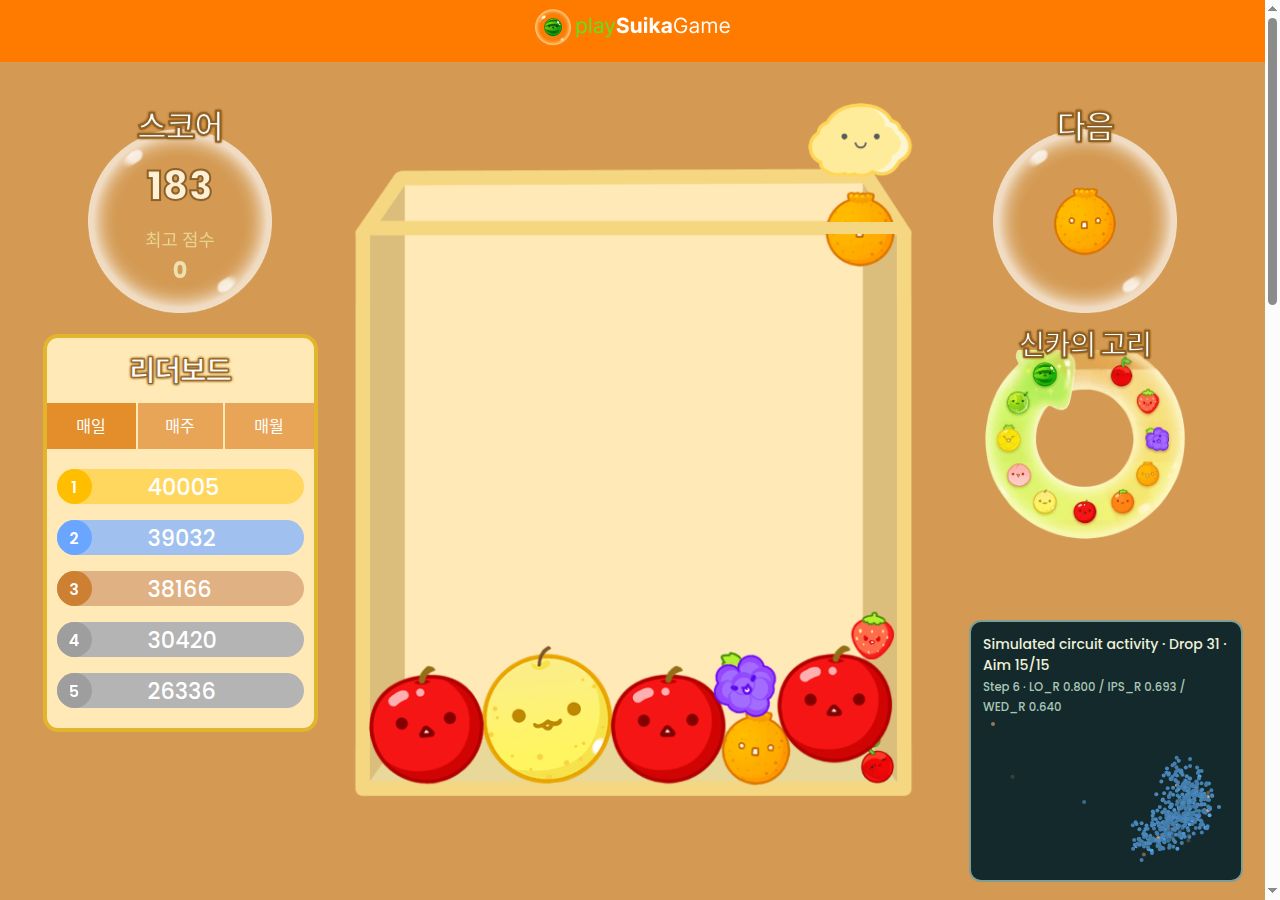 playSuikaGame
스코어
183
최고 점수
0
다음
리더보드
매일 매주 매월
1 40005
2 39032
3 38166
4 30420
5 26336
신카의 고리
Simulated circuit activity · Drop 31 ·
Aim 15/15
Step 6 · LO_R 0.800 / IPS_R 0.693 /
WED_R 0.640